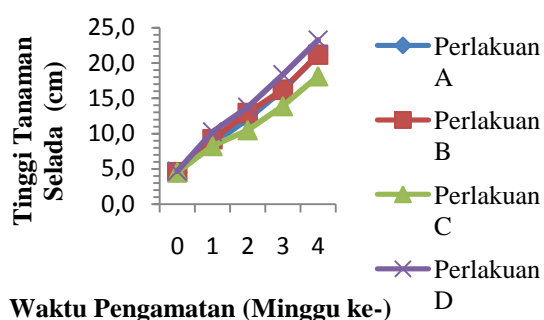 Tinggi Tanaman
Selada (cm)
25,0
20,0
15,0
10,0
5,0
0,0
0 1 2 3 4
Waktu Pengamatan (Minggu ke-)
Perlakuan
A
Perlakuan
B
Perlakuan
C
Perlakuan
D